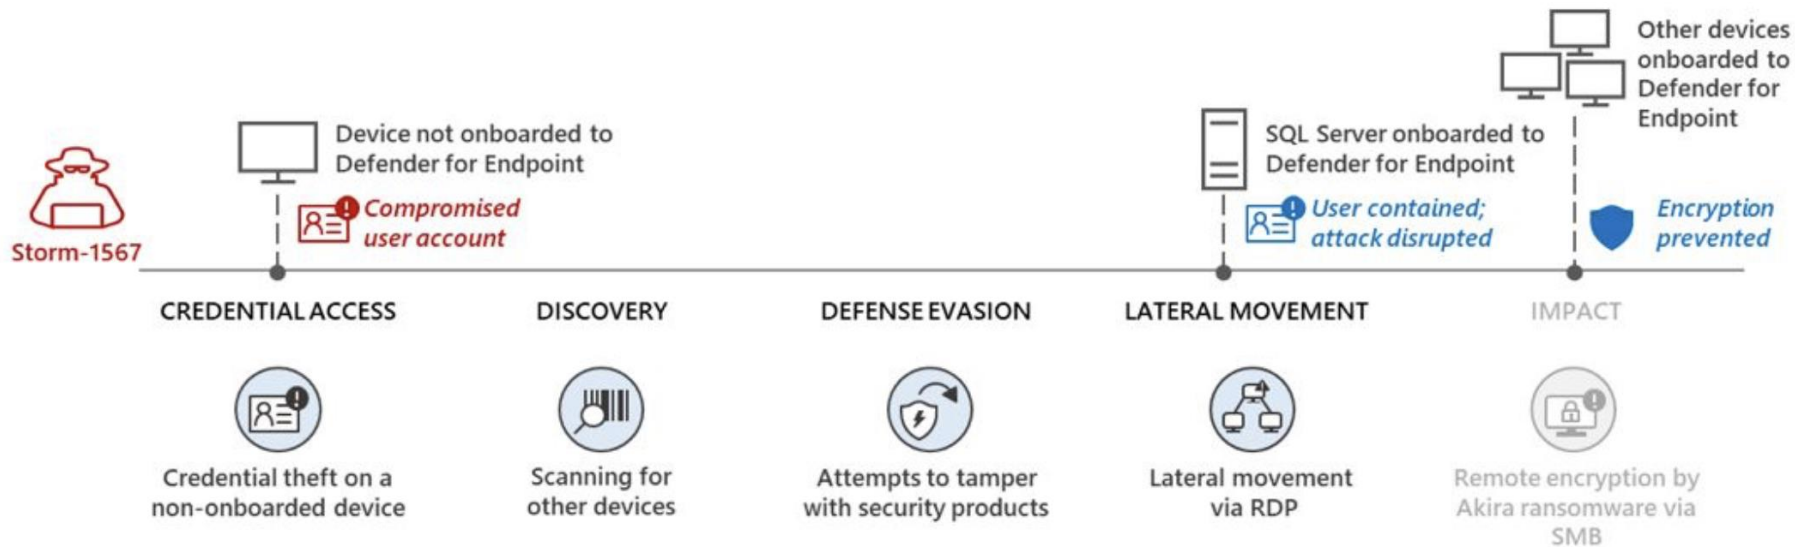 Other devices
onboarded to
Defender for
Endpoint
Device not onboarded to
Defender for Endpoint
SQL Server onboarded to
Defender for Endpoint
Compromised
user account
User contained;
attack disrupted
Encryption
prevented
Storm-1567
CREDENTIAL ACCESS
DISCOVERY
DEFENSE EVASION
LATERAL MOVEMENT
IMPACT
Credential theft on a
non-onboarded device
Scanning for
other devices
Attempts to tamper
with security products
Lateral movement
via RDP
Remote encryption by
Akira ransomware via
SMB